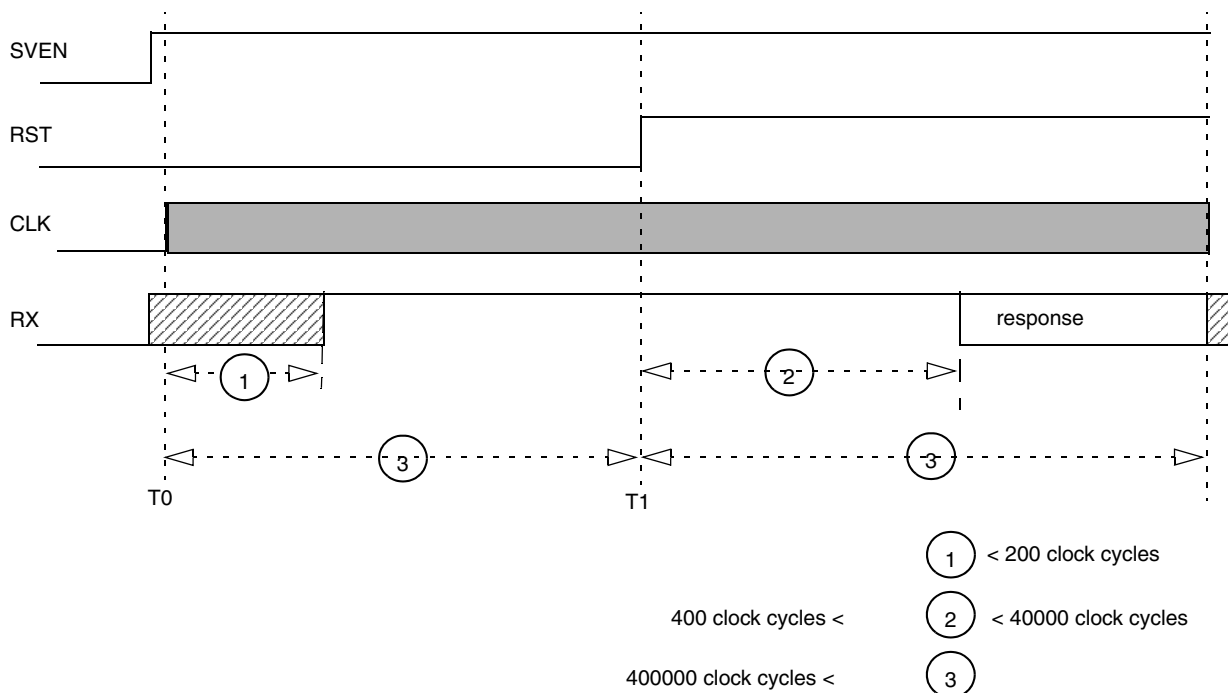 SVEN
RST
CLK
RX
response
1
2
3
3
T0
T1
1 < 200 clock cycles
400 clock cycles < 2 < 40000 clock cycles
400000 clock cycles < 3